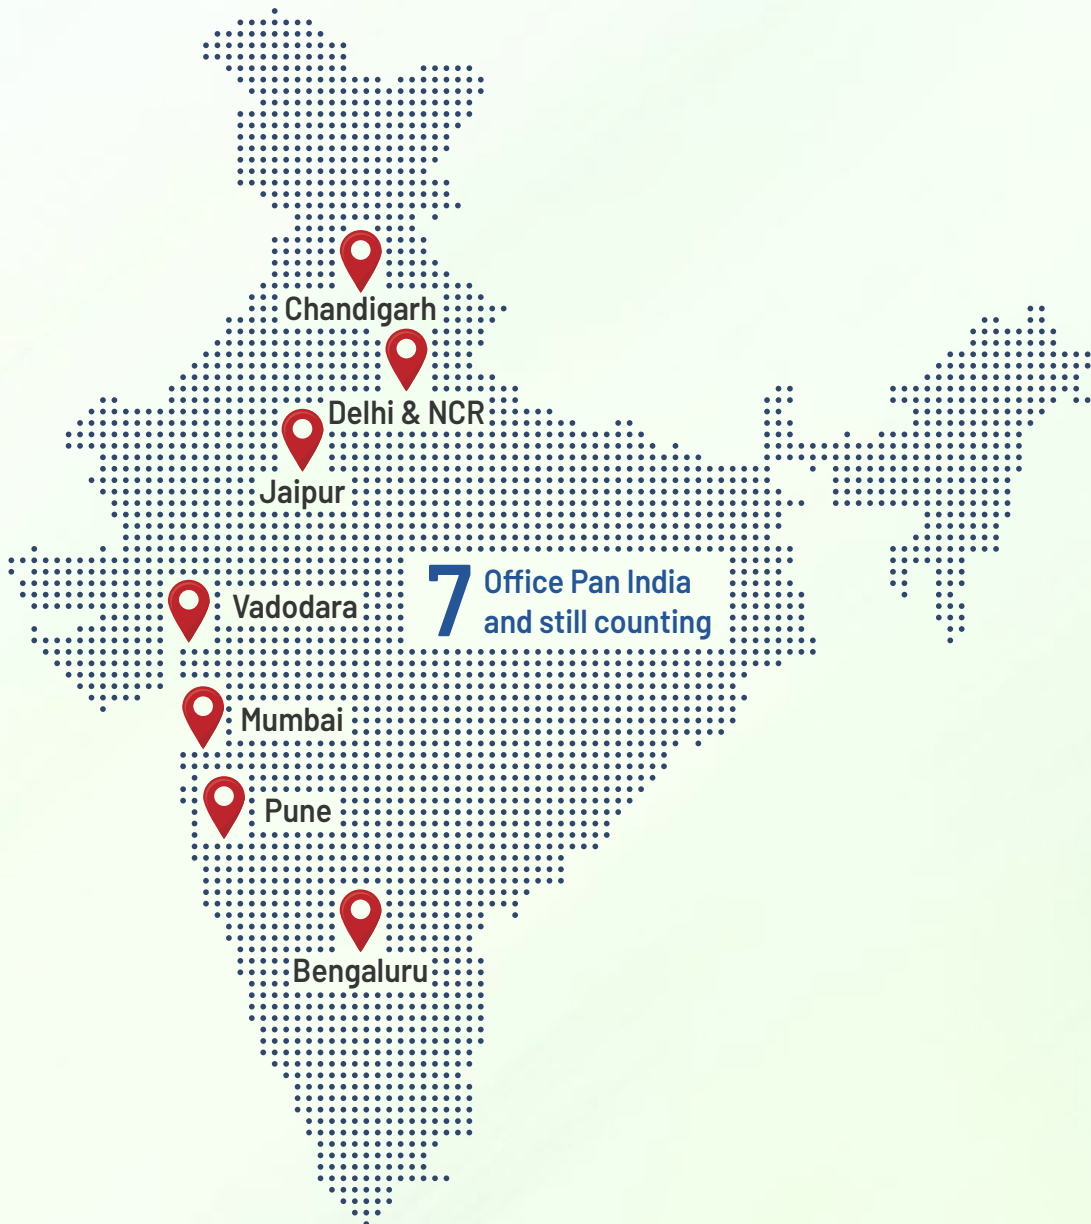 Chandigarh
Delhi & NCR
Jaipur
7 Office Pan India
and still counting
Vadodara
Mumbai
Pune
Bengaluru